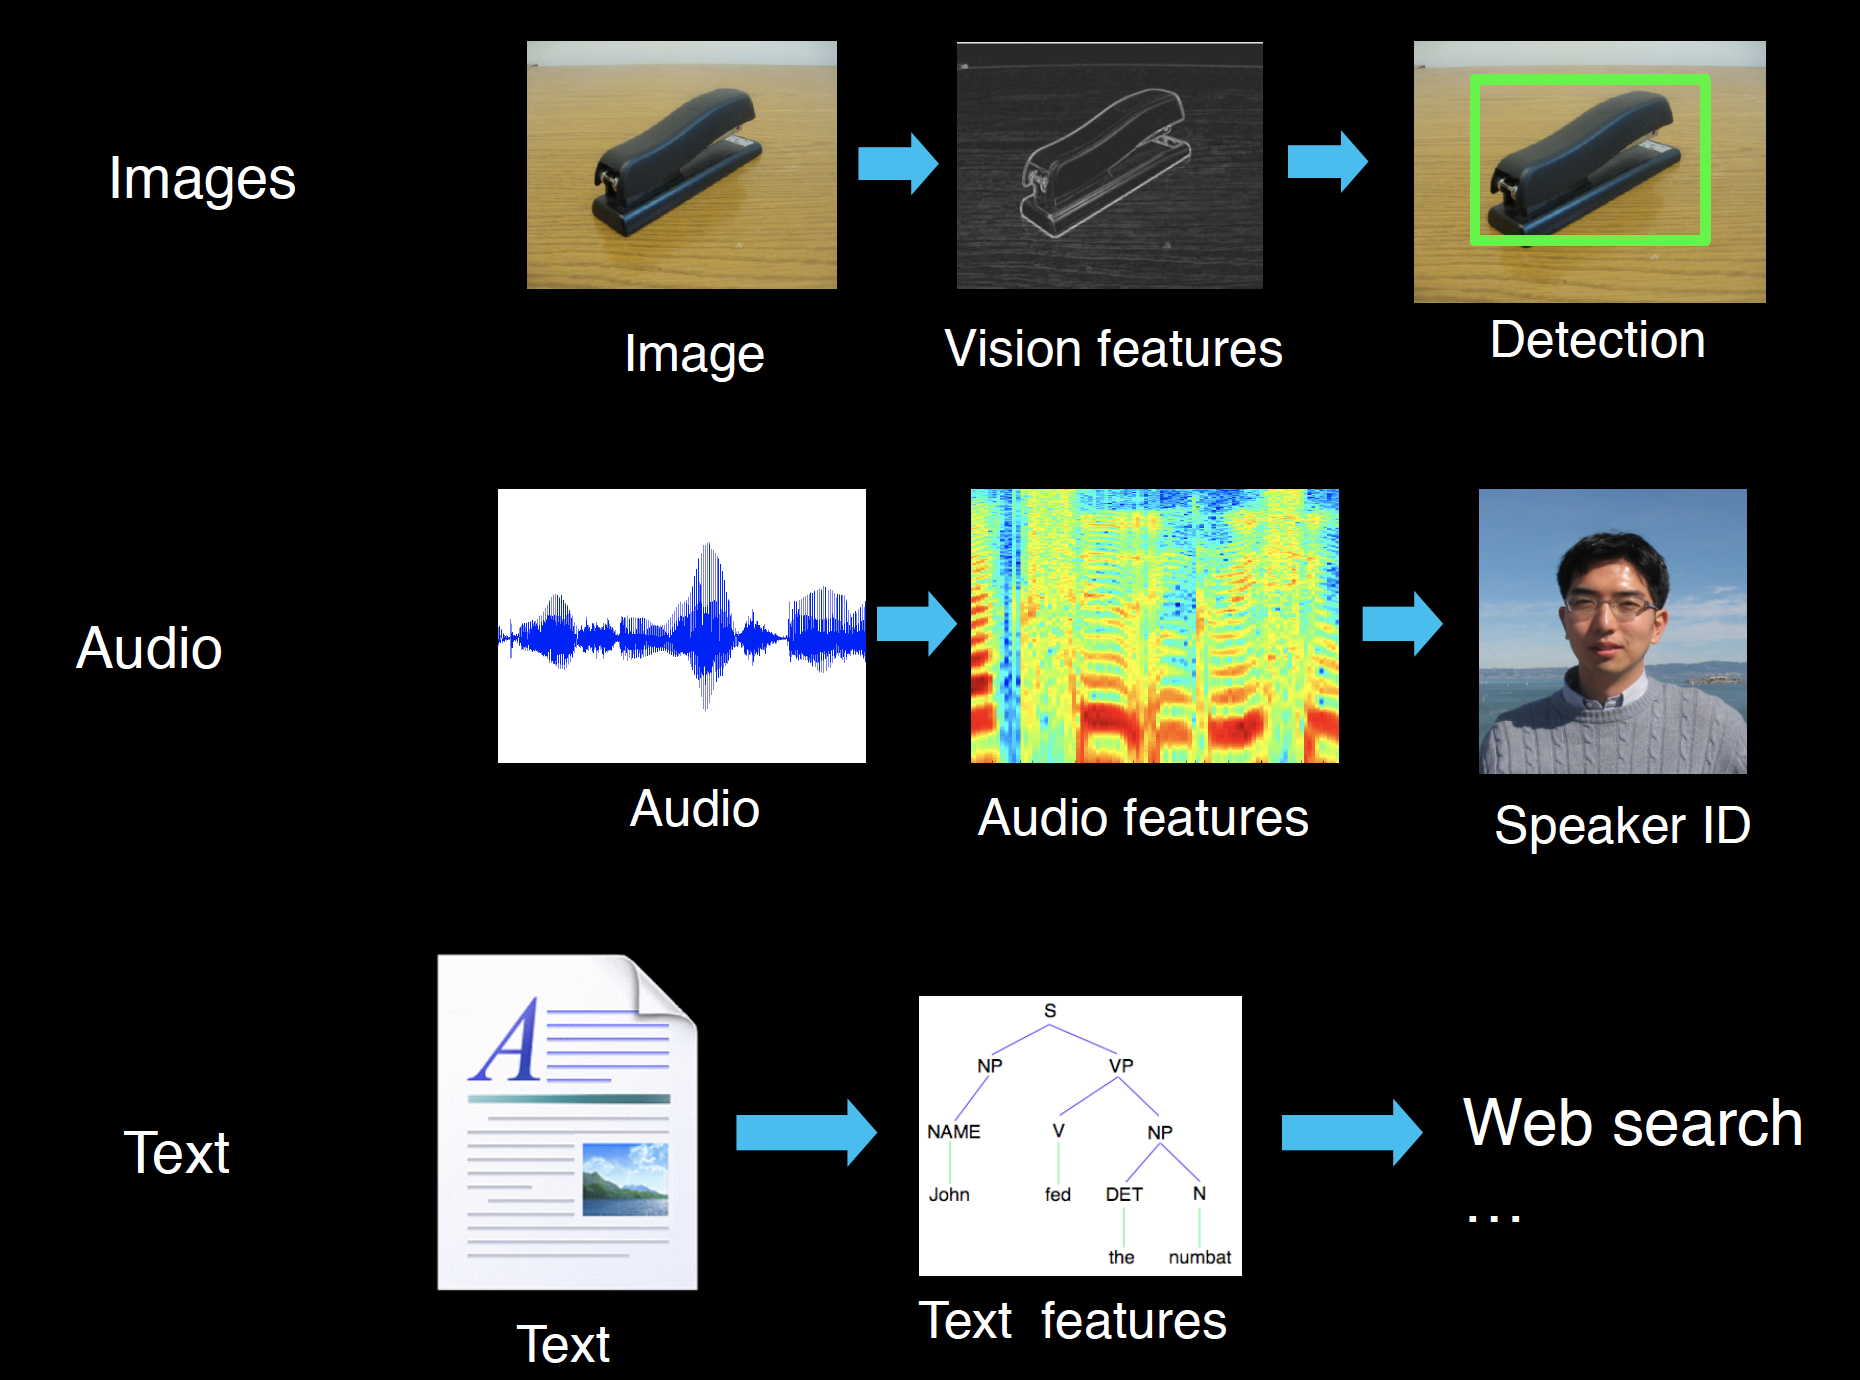 Images
Image
Vision features
Detection
Audio
Audio
Audio features
Speaker ID
Text
A
Text
S
NP VP
NAME V NP
John fed DET N
the numbat
Text features
Web search
...